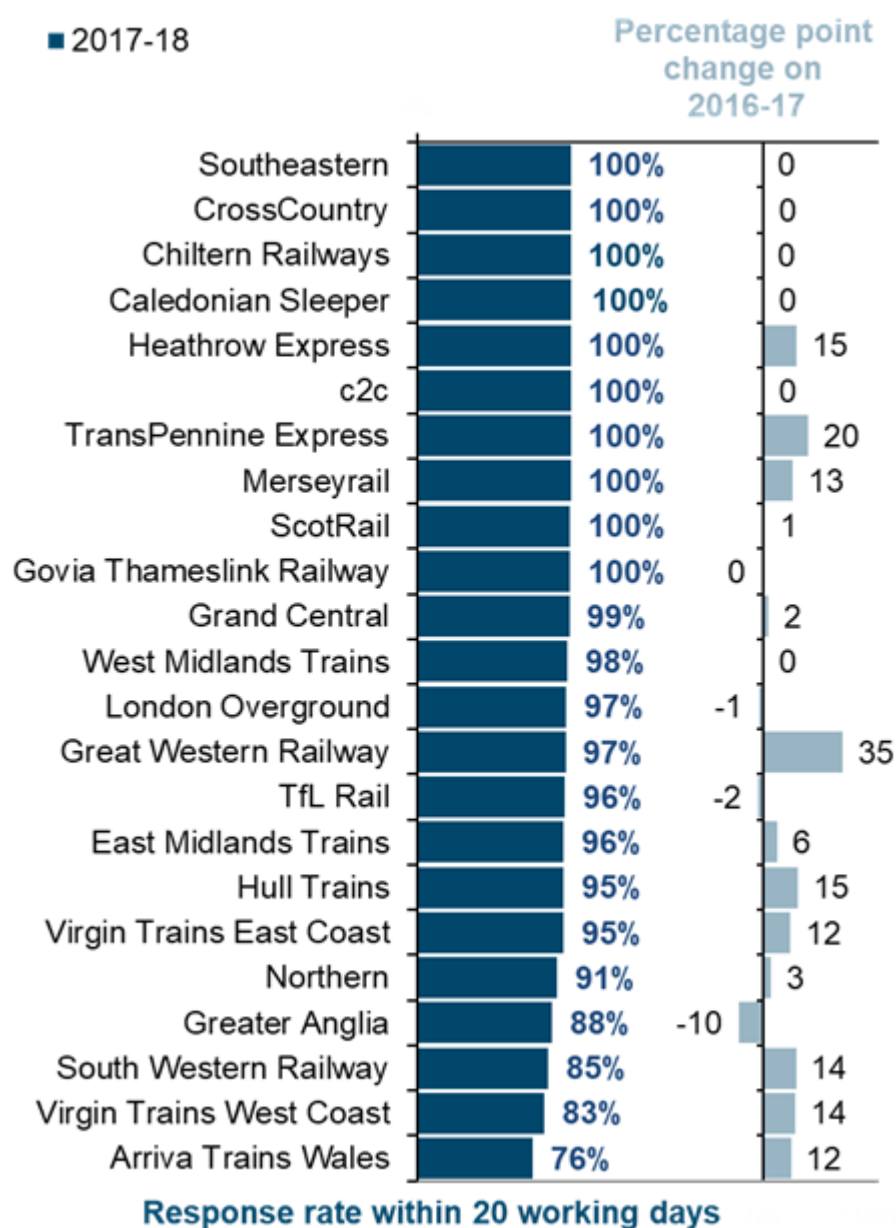 2017-18
Percentage point
change on
2016-17
Southeastern 100% 0
CrossCountry 100% 0
Chiltern Railways 100% 0
Caledonian Sleeper 100% 0
Heathrow Express 100% 15
c2c 100% 0
TransPennine Express 100% 20
Merseyrail 100% 13
ScotRail 100% 1
Govia Thameslink Railway 100% 0
Grand Central 99% 2
West Midlands Trains 98% 0
London Overground 97% -1
Great Western Railway 97% 35
TfL Rail 96% -2
East Midlands Trains 96% 6
Hull Trains 95% 15
Virgin Trains East Coast 95% 12
Northern 91% 3
Greater Anglia 88% -10
South Western Railway 85% 14
Virgin Trains West Coast 83% 14
Arriva Trains Wales 76% 12
Response rate within 20 working days